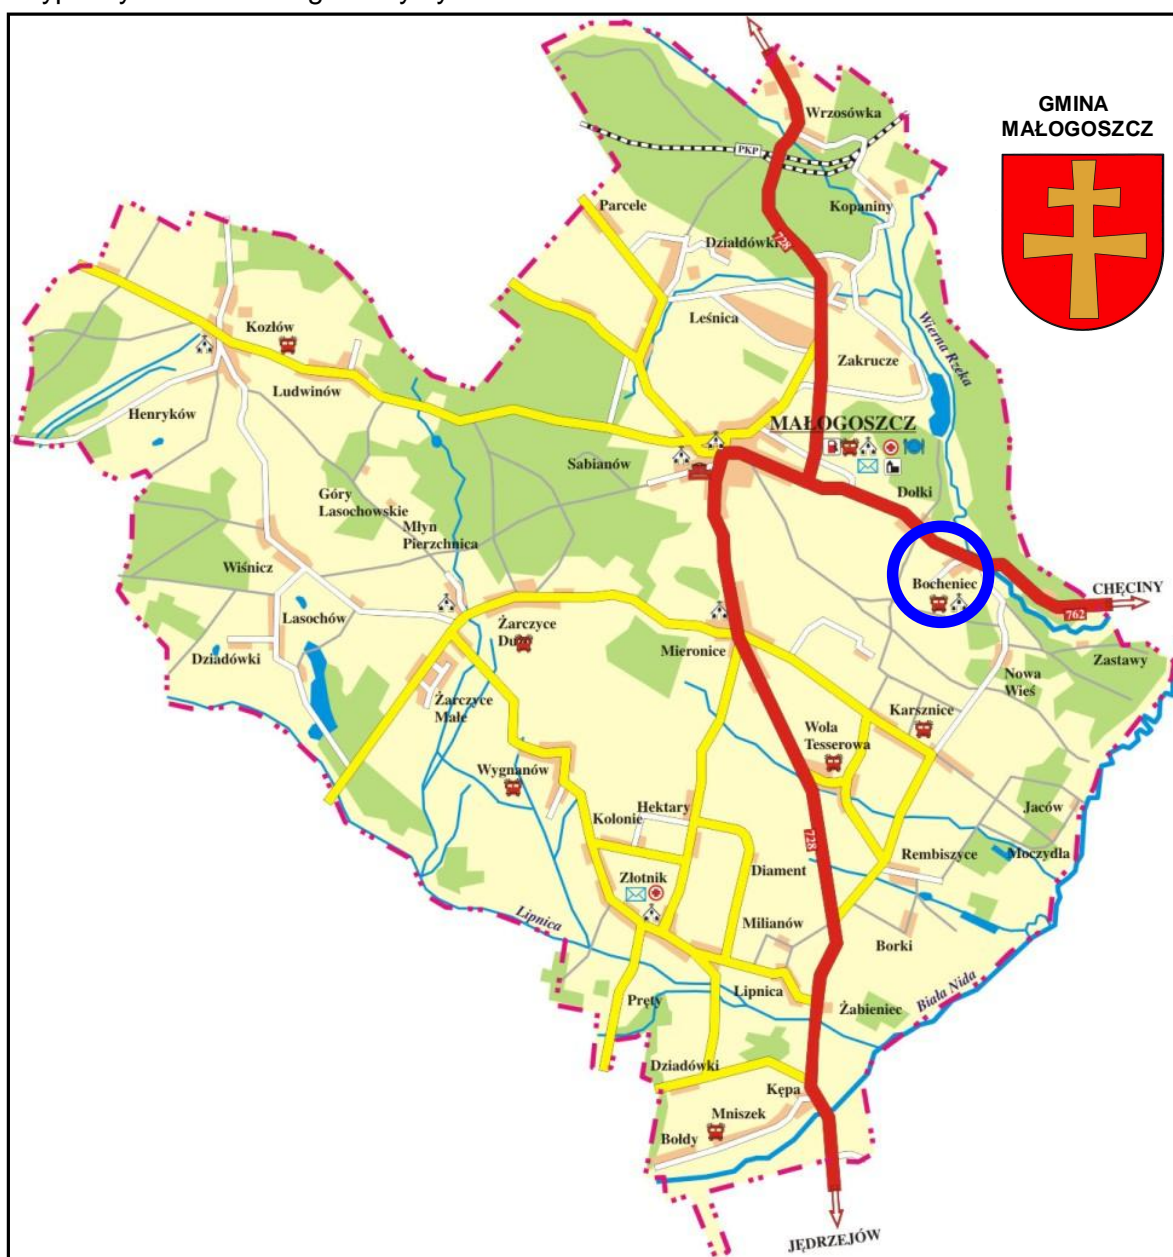 GMINA
MAŁOGOSZCZ
Wrzosówka
PKP
Kopaniny
Parcele
Działdówki
728
Leśnica
Wierna Rzeka
Zakrucze
Kozłów
Ludwinów
Henryków
MAŁOGOSZCZ
Sabianów
Dołki
Góry
Lasochowskie
Młyn
Pierzchnica
Wiśnicz
Bocheniec
CHĘCINY
762
Lasochów
Żarczyce
Duże
Mieronice
Dziadówki
Zastawy
Nowa
Wieś
Żarczyce
Małe
Karsznice
Wola
Tesserowa
Wygnanów
Hektary
Kolonie
Jaców
728
Rembiszyce
Moczydła
Diament
Złotnik
Lipnica
Milianów
Borki
Lipnica
Biała Nida
Pręty
Żabieniec
Dziadówki
Kępa
Mniszek
Bołdy
JĘDRZEJÓW